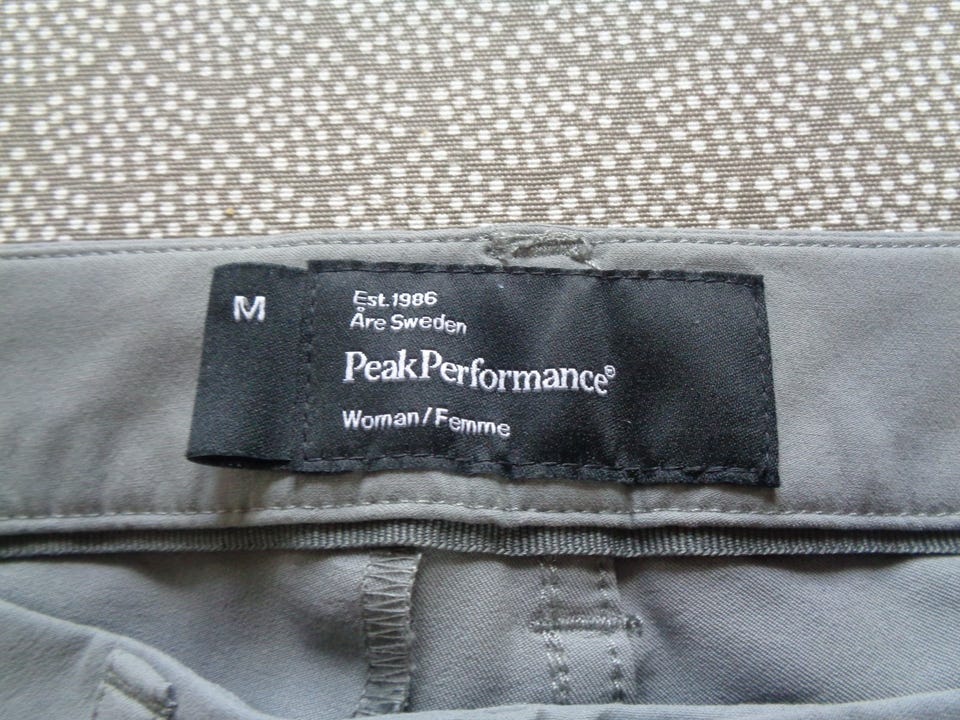 M
Est.1986
Åre Sweden
PeakPerformance®
Woman/Femme